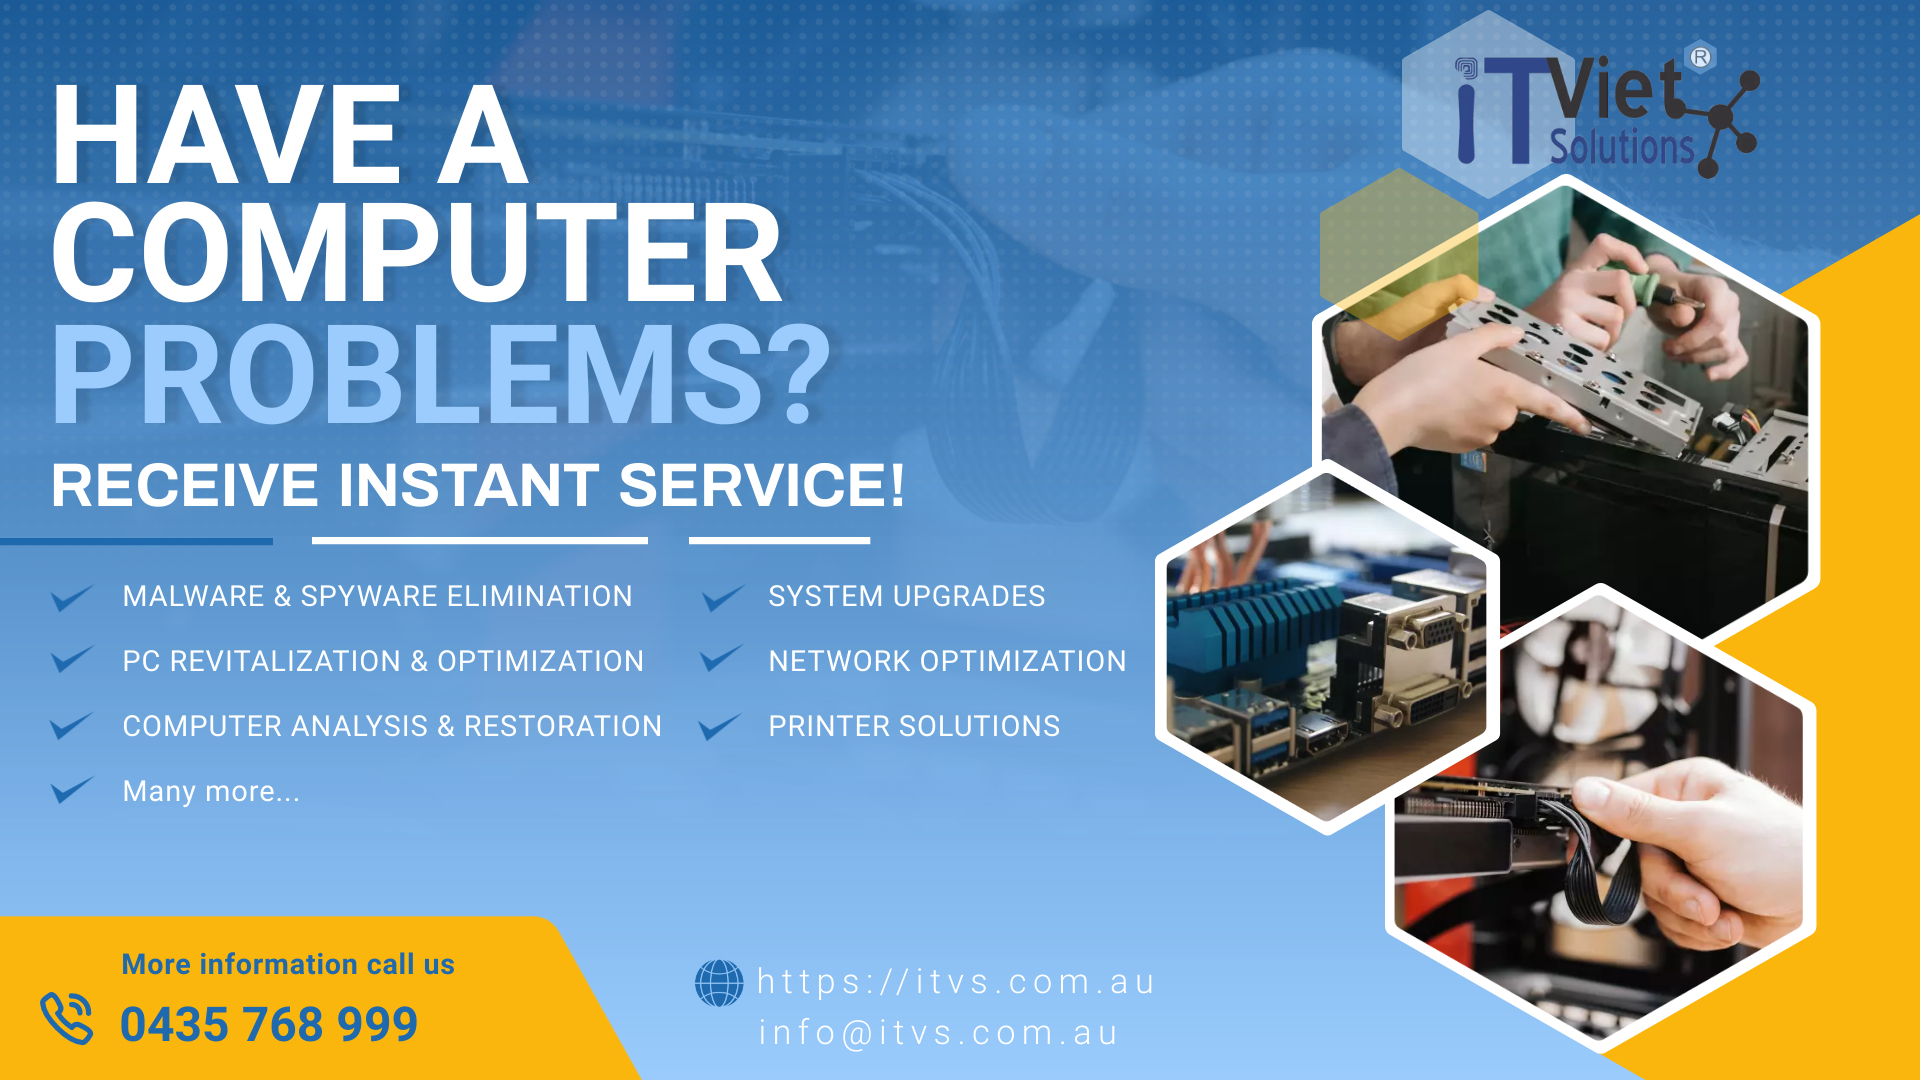 iTViet®
Solutions
HAVE A
COMPUTER
PROBLEMS?
RECEIVE INSTANT SERVICE!
MALWARE & SPYWARE ELIMINATION
PC REVITALIZATION & OPTIMIZATION
COMPUTER ANALYSIS & RESTORATION
Many more...
SYSTEM UPGRADES
NETWORK OPTIMIZATION
PRINTER SOLUTIONS
More information call us
0435 768 999
https://itvs.com.au
info@itvs.com.au